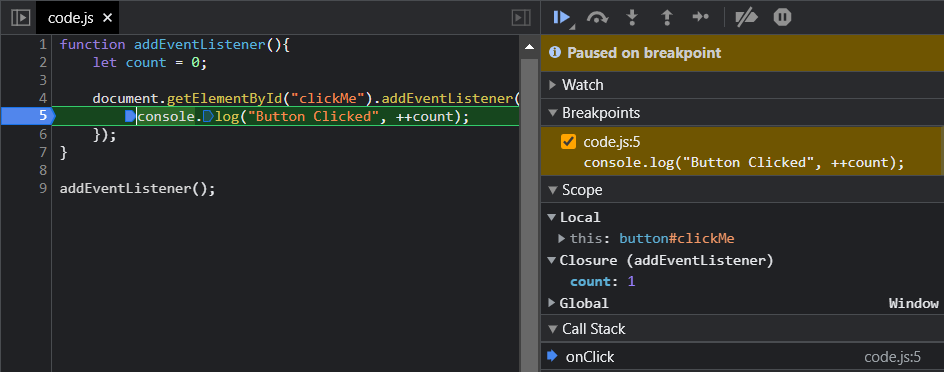 code.js ×
1 function addEventListener(){
2 let count = 0;
3
4 document.getElementById("clickMe").addEventListener(
5 console.log("Button Clicked", ++count);
6 });
7 }
8
9 addEventListener();
Paused on breakpoint
Watch
Breakpoints
code.js:5
console.log("Button Clicked", ++count);
Scope
Local
this: button#clickMe
Closure (addEventListener)
count: 1
Global Window
Call Stack
onClick code.js:5